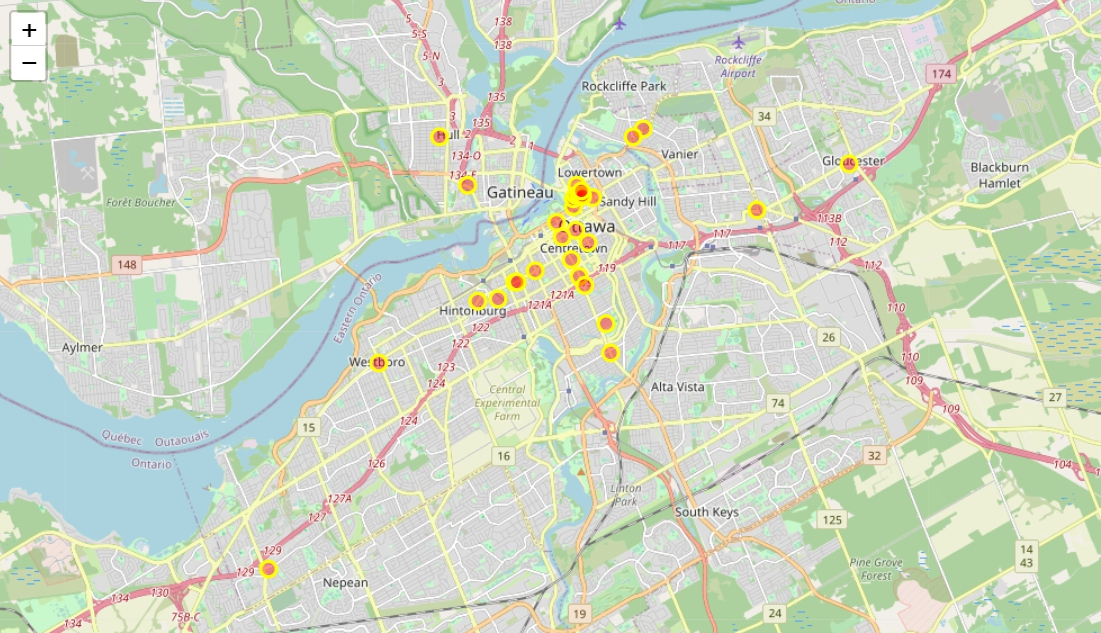 +
−
Ontario
138
5-S
5-N
138
3
135
Rockcliffe Park
Rockcliffe
Airport
174
34
3
135
Hull
2
2
134-O
Vanier
Gloucester
Blackburn
Hamlet
Lowertown
134-E
Gatineau
Sandy Hill
Forêt Boucher
113B
Ottawa
117
117
112
Centretown
148
119
112
Eastern Ontario
121A
121A
Hintonburg
122
110
26
122
110
Aylmer
Westboro
123
124
109
Alta Vista
Central
Experimental
Farm
27
74
109
124
15
Québec
Outaouais
16
32
Ontario
126
104
Linton
Park
127A
South Keys
127
125
129
14
43
Pine Grove
Forest
129
Nepean
130
134
75B-C
19
24
134